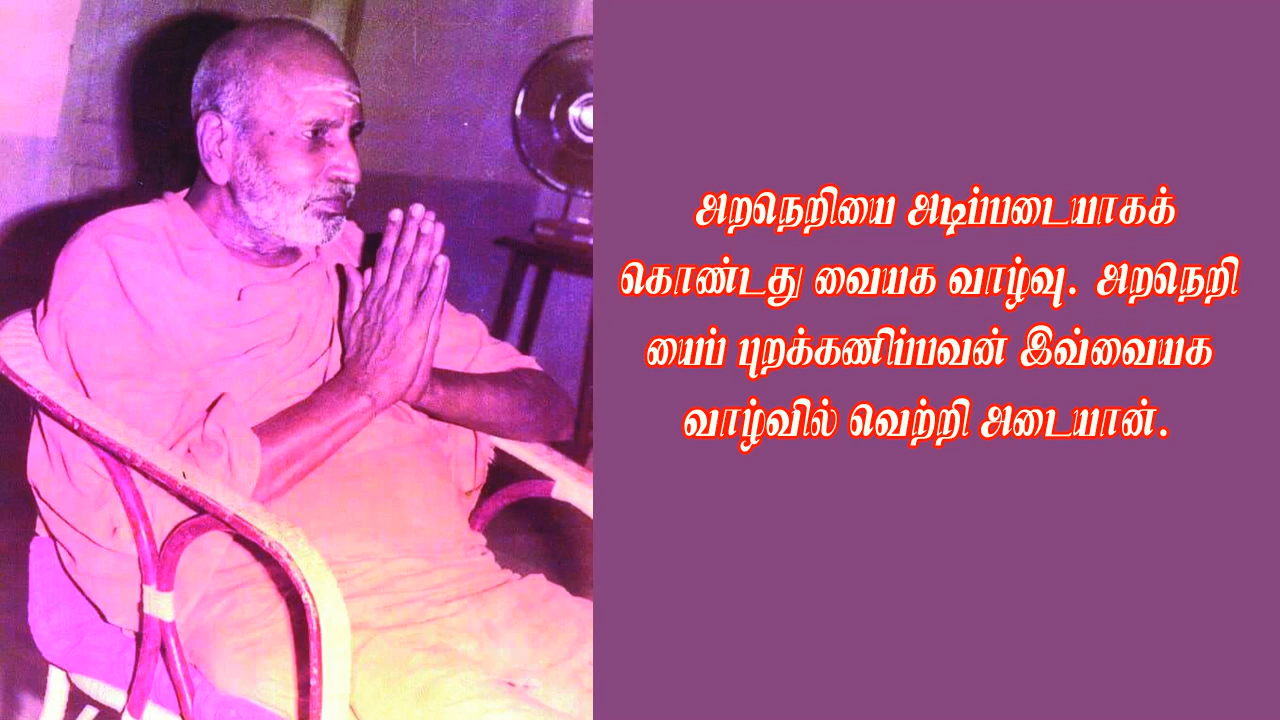 அறநெறியை அடிப்படையாகக்
கொண்டது வையக வாழ்வு. அறநெறி
யைப் புறக்கணிப்பவன் இவ்வையக
வாழ்வில் வெற்றி அடையான்.